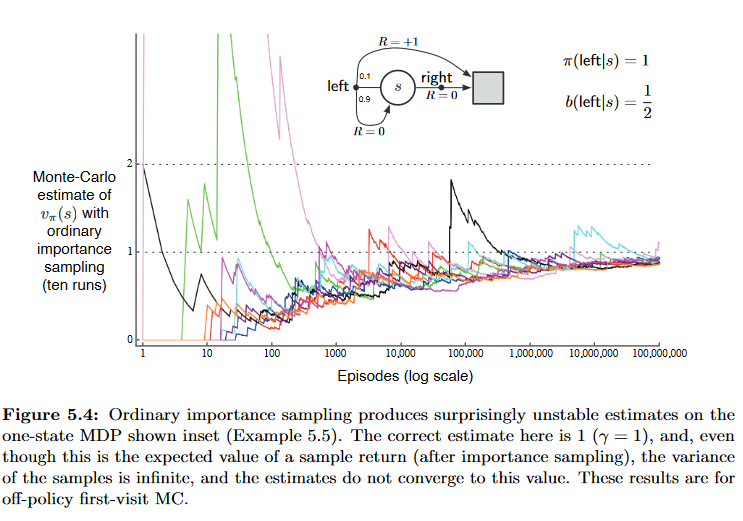 R = +1
π(left|s) = 1
left
0.1
0.9
s
right
R = 0
R = 0
b(left|s) = 1/2
Monte-Carlo
estimate of
vπ(s) with
ordinary
importance
sampling
(ten runs)
2
1
0
1
10
100
1000
10,000
100,000
1,000,000
10,000,000
100,000,000
Episodes (log scale)
Figure 5.4: Ordinary importance sampling produces surprisingly unstable estimates on the
one-state MDP shown inset (Example 5.5). The correct estimate here is 1 (γ = 1), and, even
though this is the expected value of a sample return (after importance sampling), the variance
of the samples is infinite, and the estimates do not converge to this value. These results are for
off-policy first-visit MC.